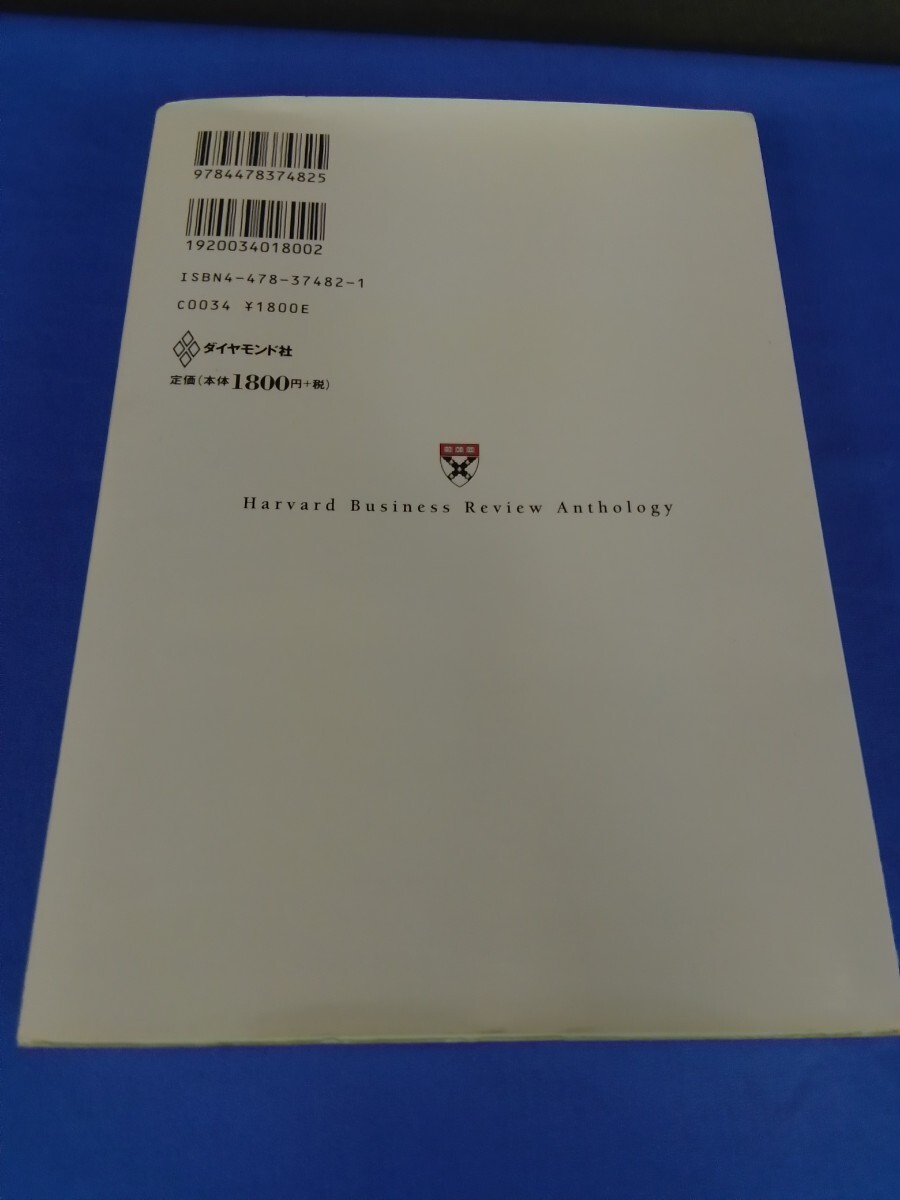 9784478374825
1920034018002
ISBN4-478-37482-1
C0034 ¥1800E
ダイヤモンド社
定価(本体1800円+税)
Harvard Business Review Anthology